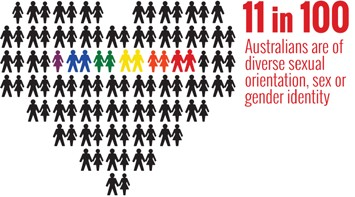 11 in 100
Australians are of
diverse sexual
orientation, sex or
gender identity